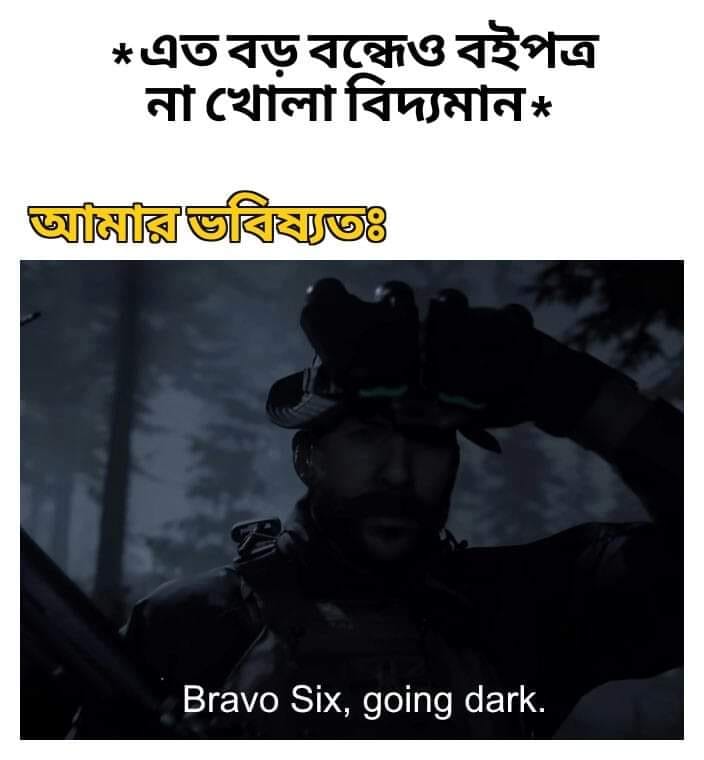 *এত বড় বন্ধেও বইপত্র
না খোলা বিদ্যমান*
আমার ভবিষ্যতঃ
Bravo Six, going dark.